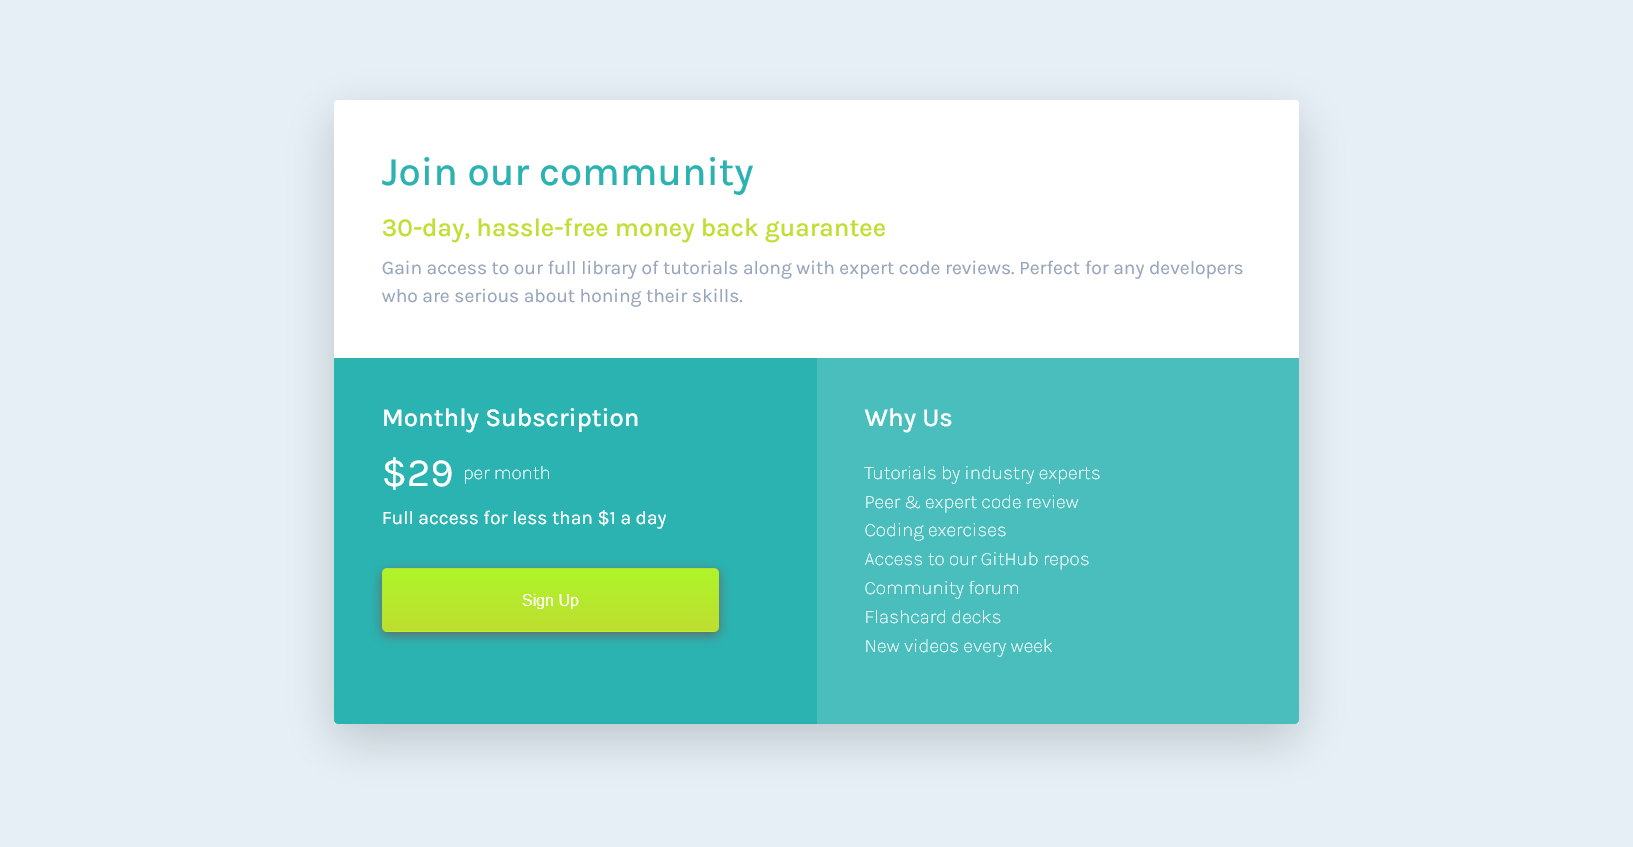 Join our community
30-day, hassle-free money back guarantee
Gain access to our full library of tutorials along with expert code reviews. Perfect for any developers
who are serious about honing their skills.
Monthly Subscription
$29 per month
Full access for less than $1 a day
Sign Up
Why Us
Tutorials by industry experts
Peer & expert code review
Coding exercises
Access to our GitHub repos
Community forum
Flashcard decks
New videos every week